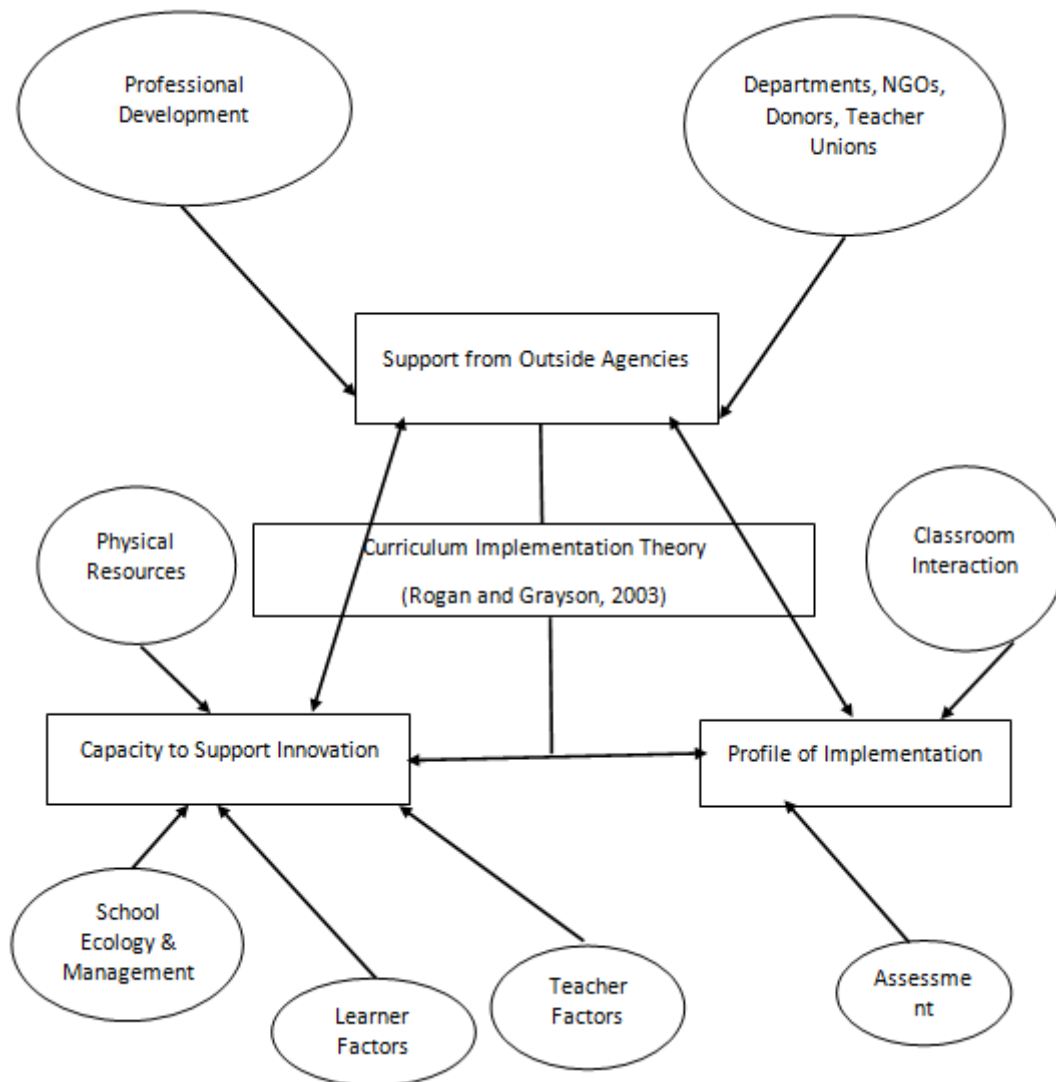 Professional
Development
Departments, NGOs,
Donors, Teacher
Unions
Support from Outside Agencies
Physical
Resources
Curriculum Implementation Theory
(Rogan and Grayson, 2003)
Classroom
Interaction
Capacity to Support Innovation
Profile of Implementation
School
Ecology &
Management
Learner
Factors
Teacher
Factors
Assessme
nt